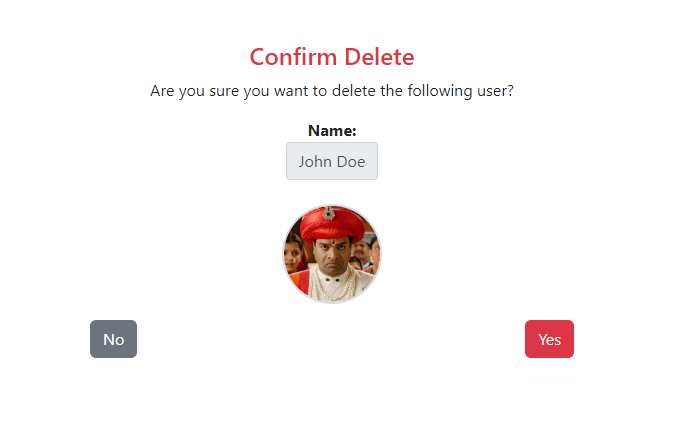 Confirm Delete
Are you sure you want to delete the following user?
Name:
John Doe
No
Yes